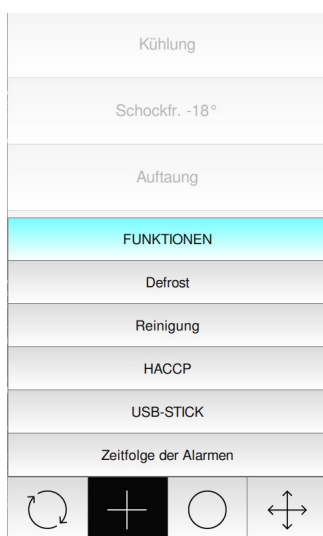 Kühlung
Schockfr. -18°
Auftauung
FUNKTIONEN
Defrost
Reinigung
HACCP
USB-STICK
Zeitfolge der Alarmen